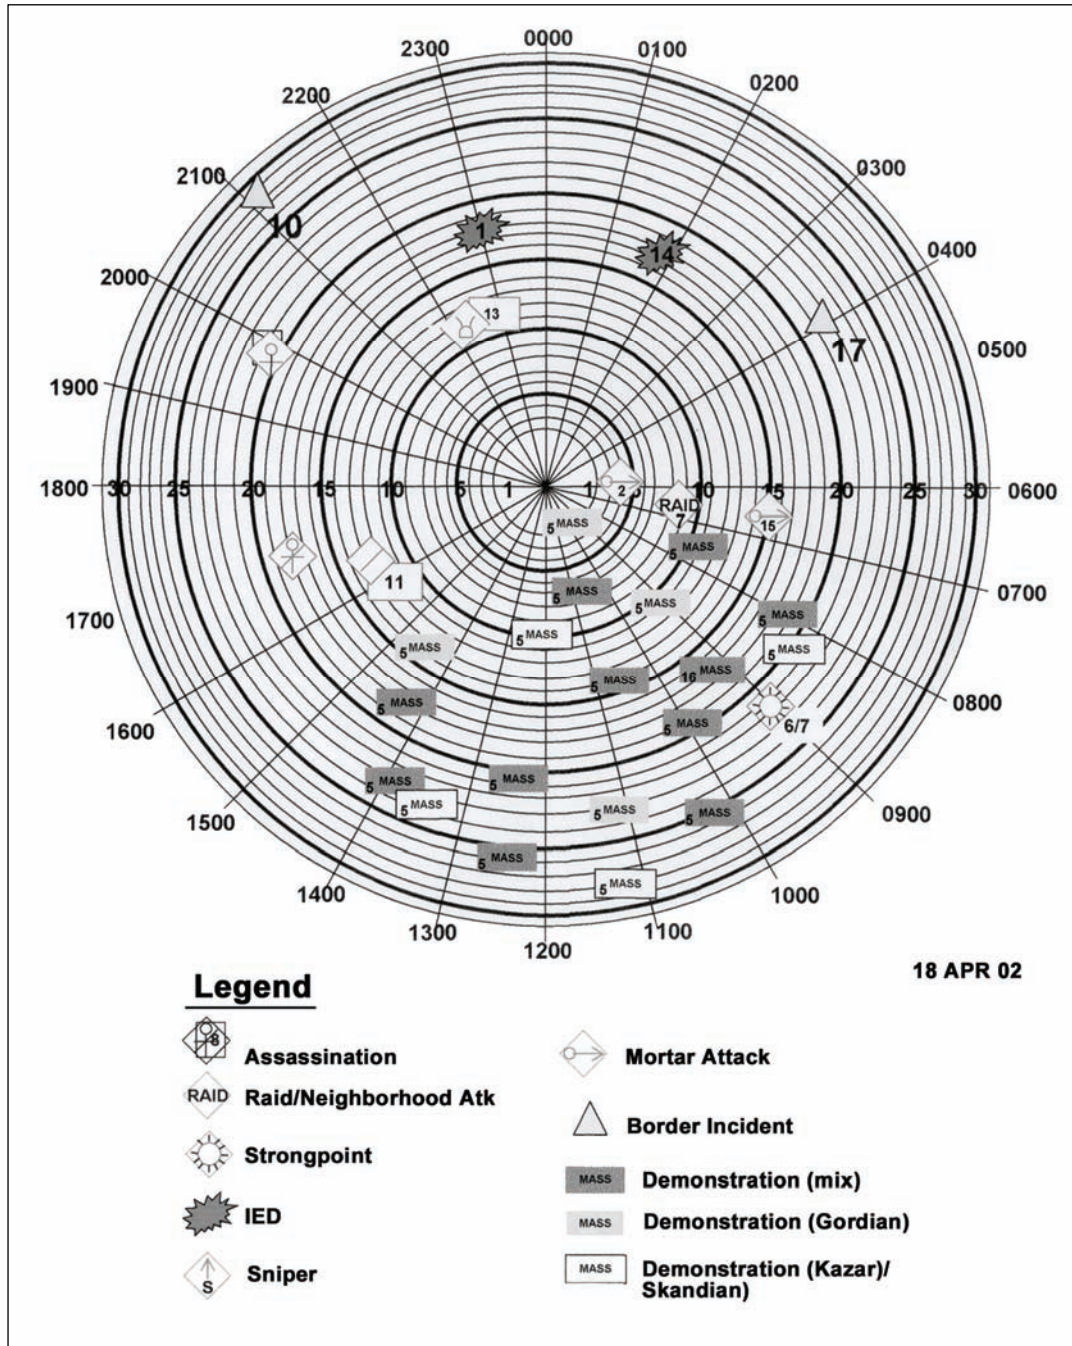 0000
2300
0100
2200
0200
2100
0300
10
1
14
2000
0400
13
17
0500
1900
1800
30
25
20
15
10
5
1
1
2
10
15
20
25
30
0600
RAID
7
15
5 MASS
5 MASS
0700
11
5 MASS
MASS
5 MASS
1700
5 MASS
5 MASS
5 MASS
16 MASS
5 MASS
5 MASS
0800
1600
5 MASS
6/7
5 MASS
5 MASS
5 MASS
5 MASS
5 MASS
5 MASS
0900
1500
5 MASS
5 MASS
1400
1000
1300
1100
1200
18 APR 02
Legend
8
Assassination
Mortar Attack
RAID
Raid/Neighborhood Atk
Border Incident
Strongpoint
MASS
Demonstration (mix)
IED
MASS
Demonstration (Gordian)
S
Sniper
MASS
Demonstration (Kazar)/
Skandian)